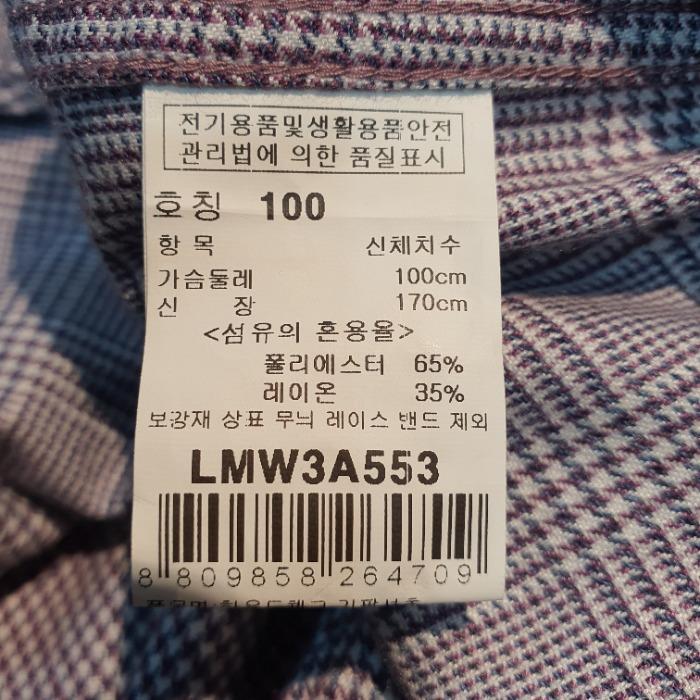 전기용품및생활용품안전
관리법에 의한 품질표시
호칭 100
항 목 신체치수
가슴둘레 100cm
신 장 170cm
<섬유의 혼용율>
폴리에스터 65%
레이온 35%
보강재 상표 무늬 레이스 밴드 제외
LMW3A553
8 809858 264709